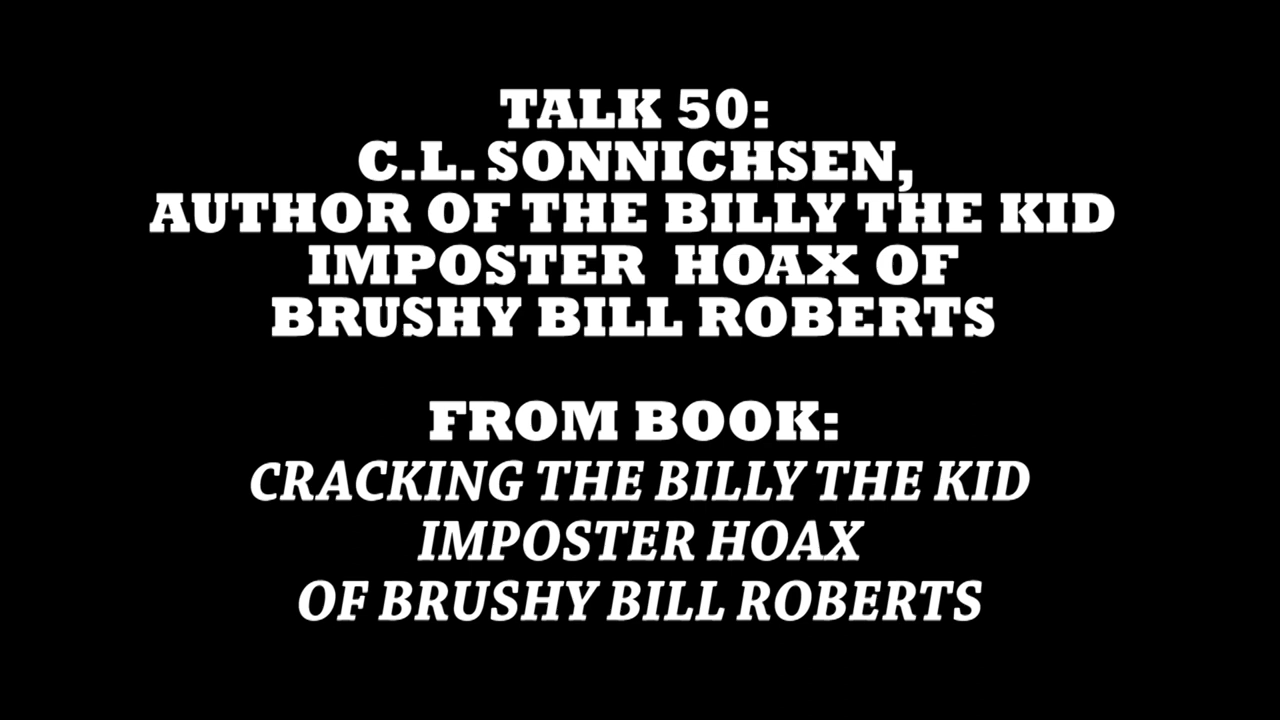 TALK 50:
C.L. SONNICHSEN,
AUTHOR OF THE BILLY THE KID
IMPOSTER HOAX OF
BRUSHY BILL ROBERTS
FROM BOOK:
CRACKING THE BILLY THE KID
IMPOSTER HOAX
OF BRUSHY BILL ROBERTS